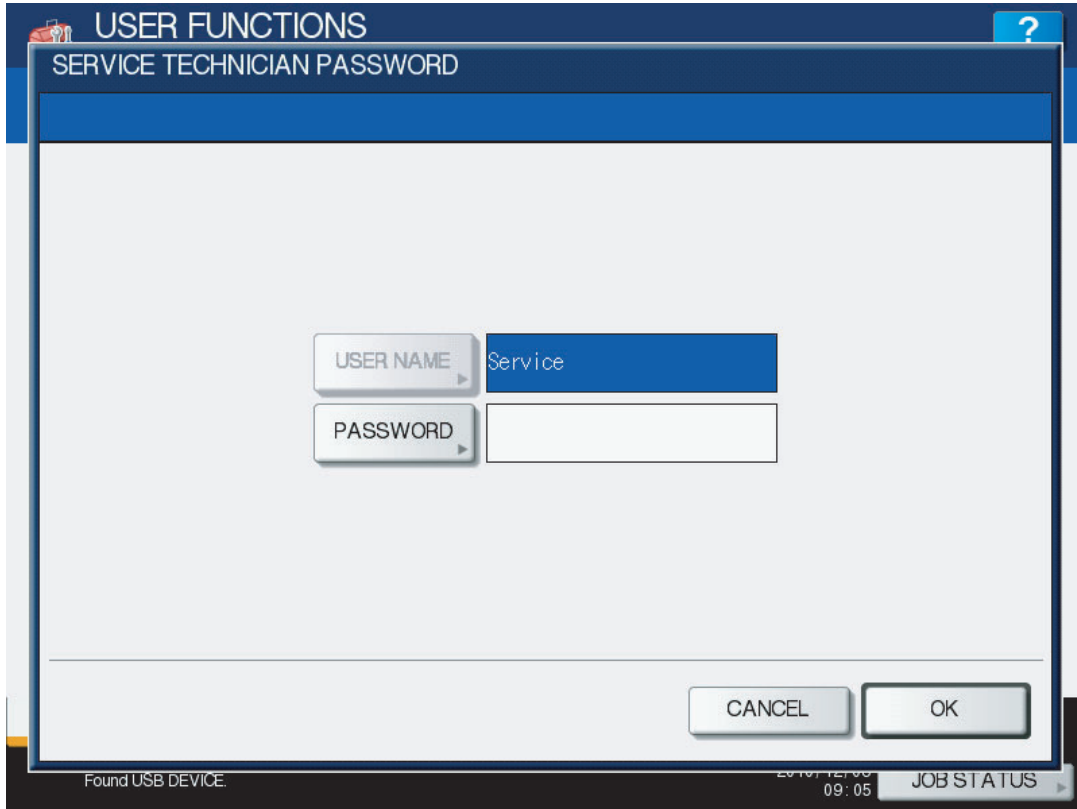 USER FUNCTIONS
?
SERVICE TECHNICIAN PASSWORD
USER NAME
Service
PASSWORD
CANCEL
OK
Found USB DEVICE.
09:05
JOB STATUS